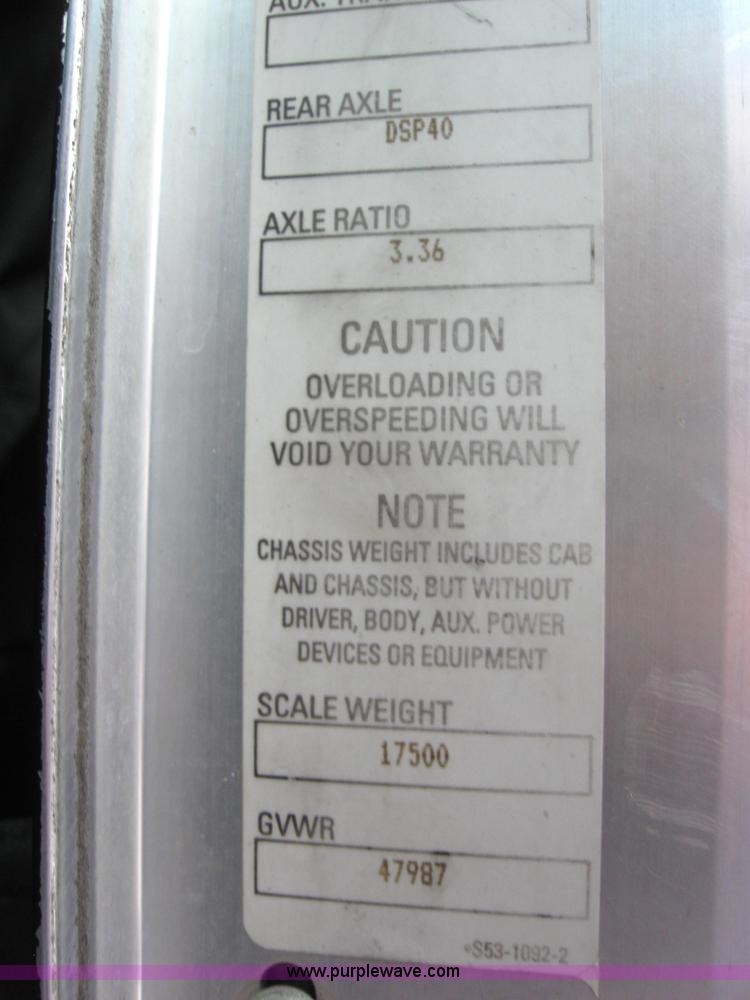 AUX.
REAR AXLE
DSP40
AXLE RATIO
3.36
CAUTION
OVERLOADING OR
OVERSPEEDING WILL
VOID YOUR WARRANTY
NOTE
CHASSIS WEIGHT INCLUDES CAB
AND CHASSIS, BUT WITHOUT
DRIVER, BODY, AUX. POWER
DEVICES OR EQUIPMENT
SCALE WEIGHT
17500
GVWR
47987
S53-1092-2
www.purplewave.com